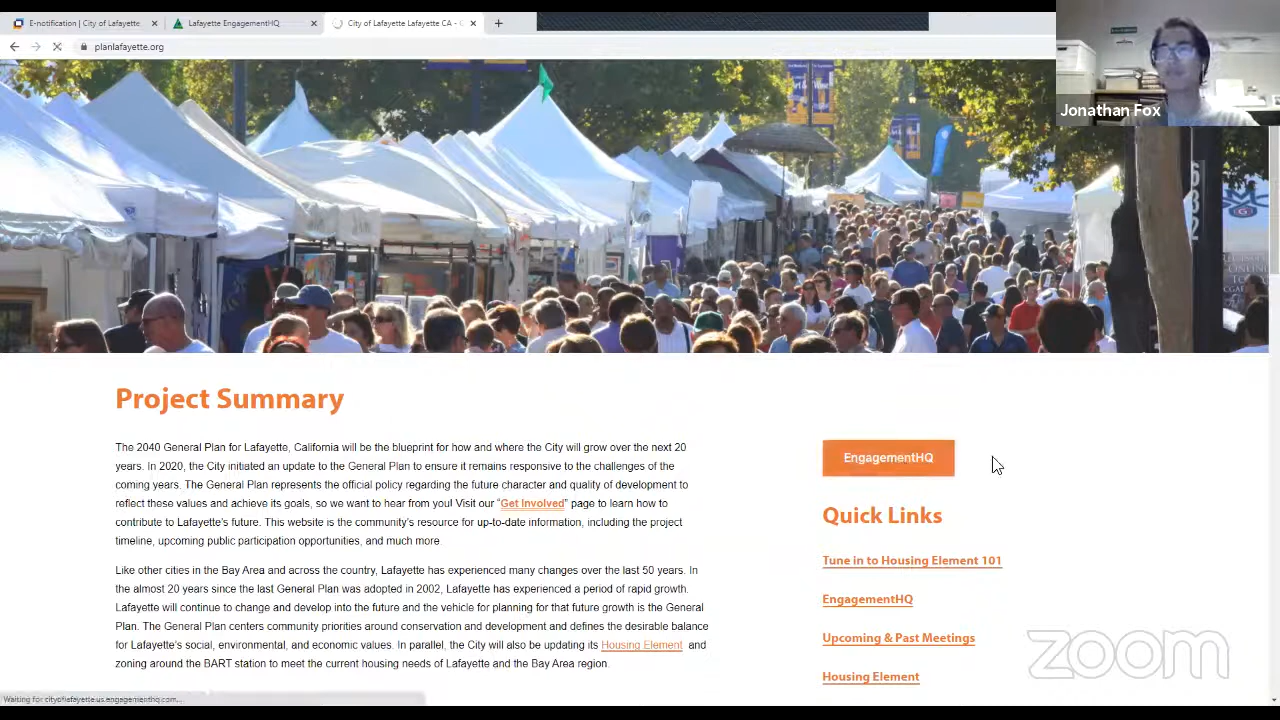 E-notification | City of Lafayette
Lafayette EngagementHQ
City of Lafayette Lafayette CA -
planlafayette.org
Jonathan Fox
Art & Wine
632
Project Summary
The 2040 General Plan for Lafayette, California will be the blueprint for how and where the City will grow over the next 20
years. In 2020, the City initiated an update to the General Plan to ensure it remains responsive to the challenges of the
coming years. The General Plan represents the official policy regarding the future character and quality of development to
reflect these values and achieve its goals, so we want to hear from you! Visit our “Get Involved” page to learn how to
contribute to Lafayette’s future. This website is the community’s resource for up-to-date information, including the project
timeline, upcoming public participation opportunities, and much more.
Like other cities in the Bay Area and across the country, Lafayette has experienced many changes over the last 50 years. In
the almost 20 years since the last General Plan was adopted in 2002, Lafayette has experienced a period of rapid growth.
Lafayette will continue to change and develop into the future and the vehicle for planning for that future growth is the General
Plan. The General Plan centers community priorities around conservation and development and defines the desirable balance
for Lafayette’s social, environmental, and economic values. In parallel, the City will also be updating its Housing Element and
zoning around the BART station to meet the current housing needs of Lafayette and the Bay Area region.
EngagementHQ
Quick Links
Tune in to Housing Element 101
EngagementHQ
Upcoming & Past Meetings
Housing Element
zoom
Waiting for cityoflafayette.us.engagementhq.com...